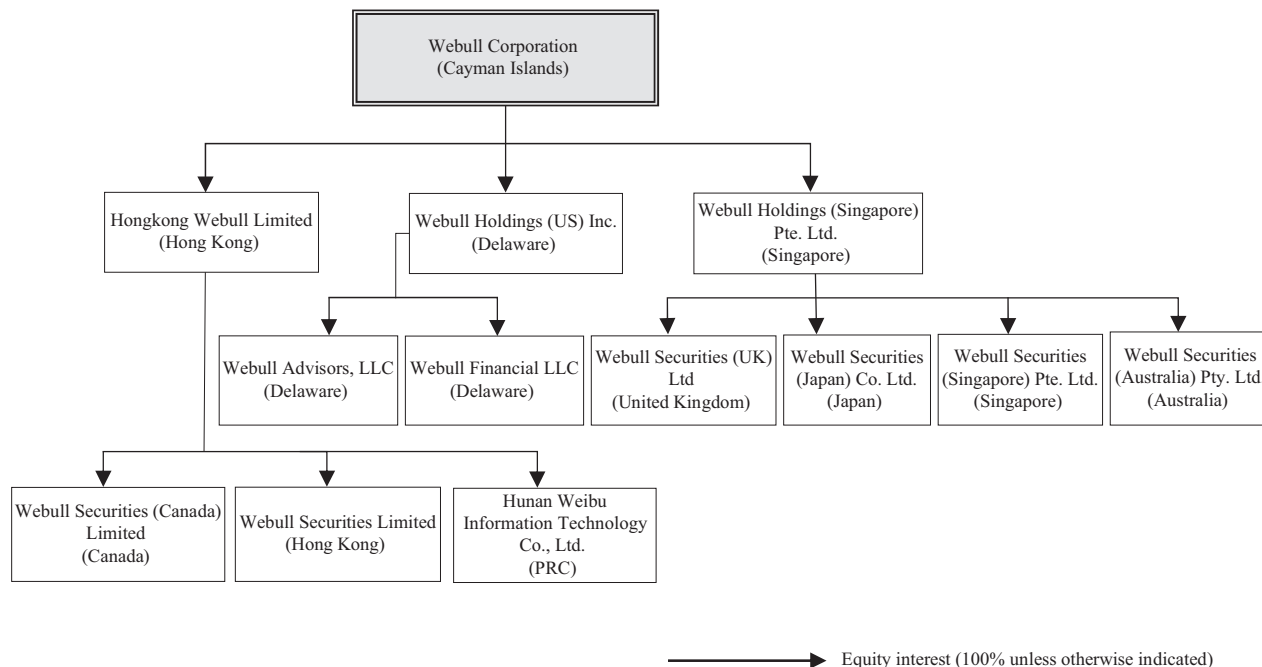 Webull Corporation
(Cayman Islands)
Hongkong Webull Limited
(Hong Kong)
Webull Holdings (US) Inc.
(Delaware)
Webull Holdings (Singapore)
Pte. Ltd.
(Singapore)
Webull Advisors, LLC
(Delaware)
Webull Financial LLC
(Delaware)
Webull Securities (UK)
Ltd
(United Kingdom)
Webull Securities
(Japan) Co. Ltd.
(Japan)
Webull Securities
(Singapore) Pte. Ltd.
(Singapore)
Webull Securities
(Australia) Pty. Ltd.
(Australia)
Webull Securities (Canada)
Limited
(Canada)
Webull Securities Limited
(Hong Kong)
Hunan Weibu
Information Technology
Co., Ltd.
(PRC)
Equity interest (100% unless otherwise indicated)